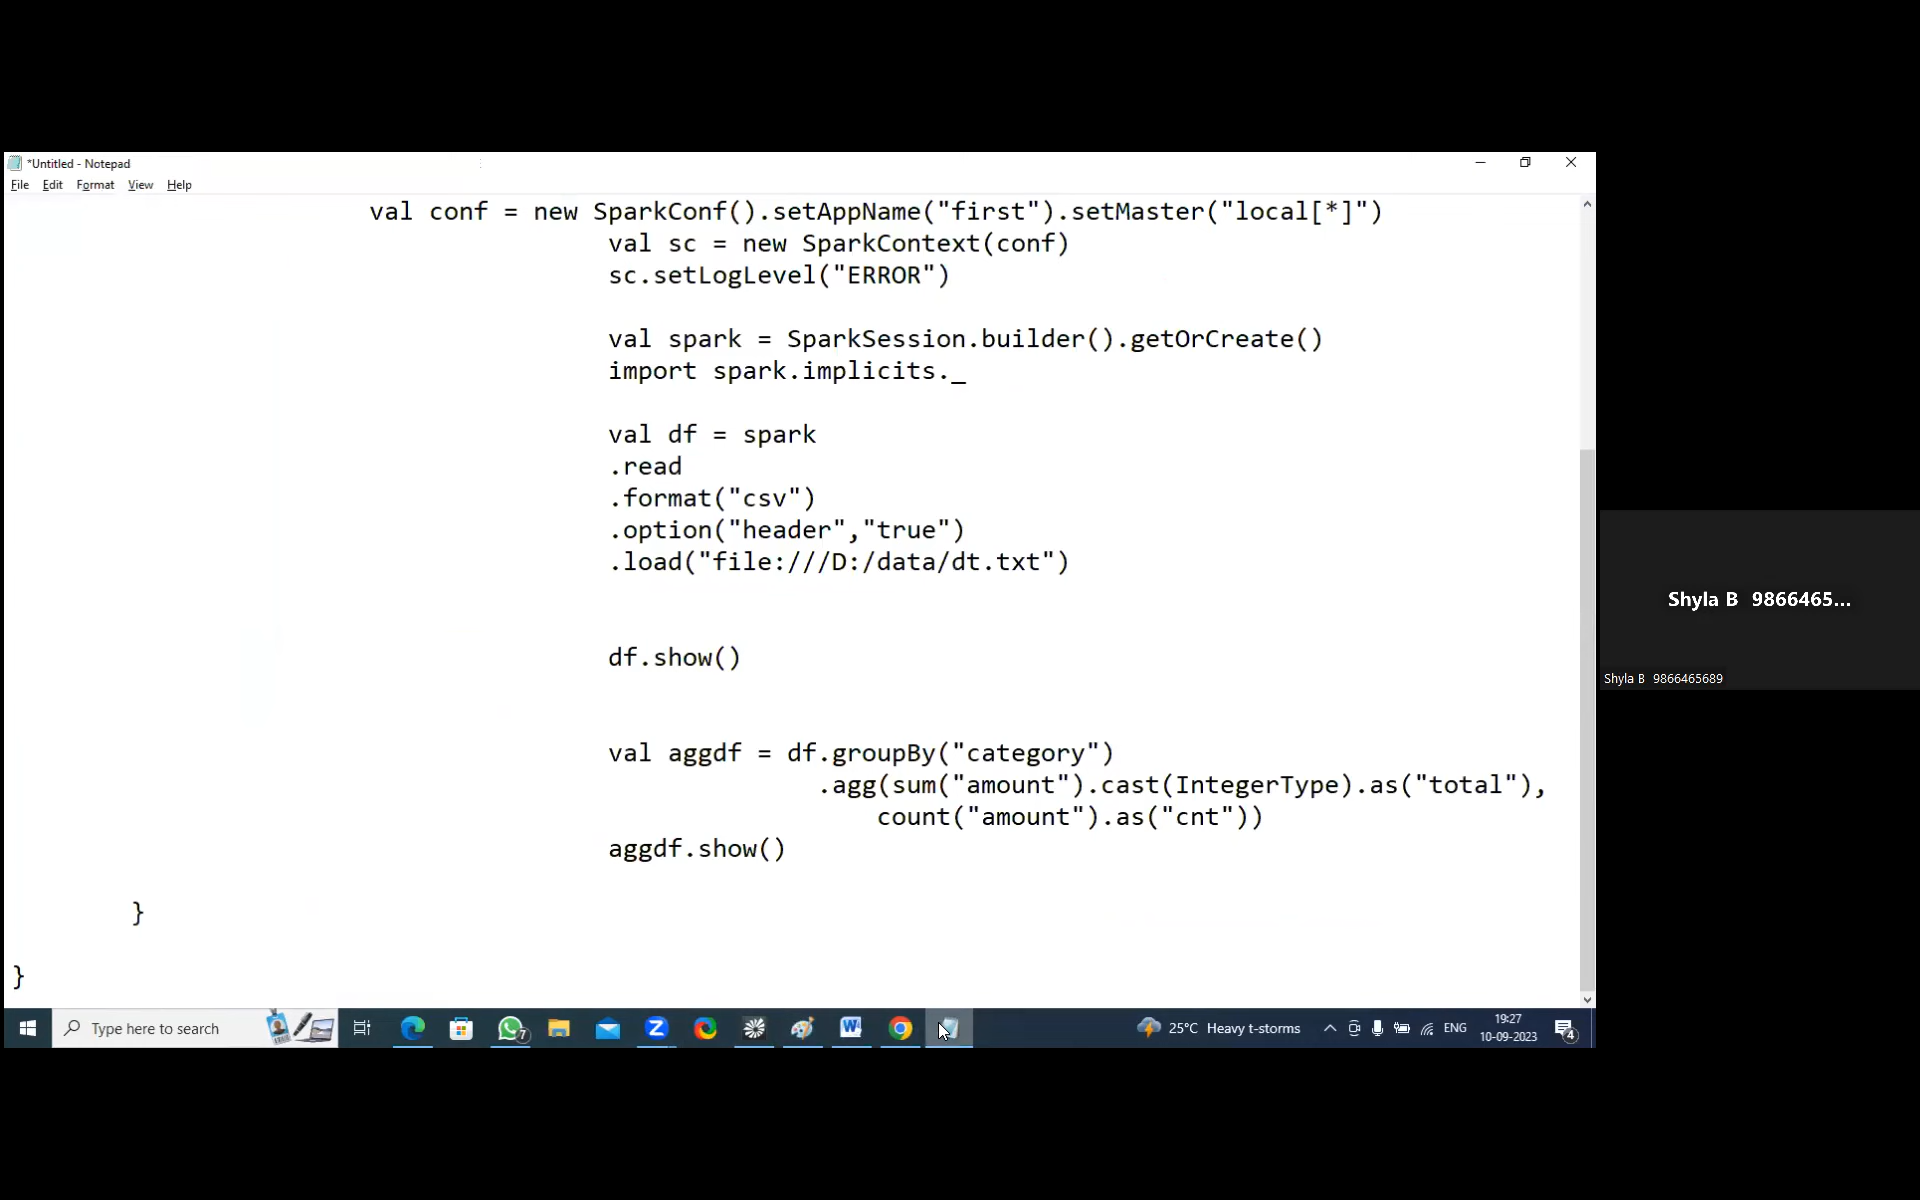 *Untitled - Notepad
File Edit Format View Help
val conf = new SparkConf().setAppName("first").setMaster("local[*]")
val sc = new SparkContext(conf)
sc.setLogLevel("ERROR")
val spark = SparkSession.builder().getOrCreate()
import spark.implicits._
val df = spark
.read
.format("csv")
.option("header","true")
.load("file:///D:/data/dt.txt")
df.show()
val aggdf = df.groupBy("category")
.agg(sum("amount").cast(IntegerType).as("total"),
count("amount").as("cnt"))
aggdf.show()
}
}
Shyla B 9866465...
Shyla B 9866465689
Type here to search
7
25°C Heavy t-storms
ENG
19:27
10-09-2023
4